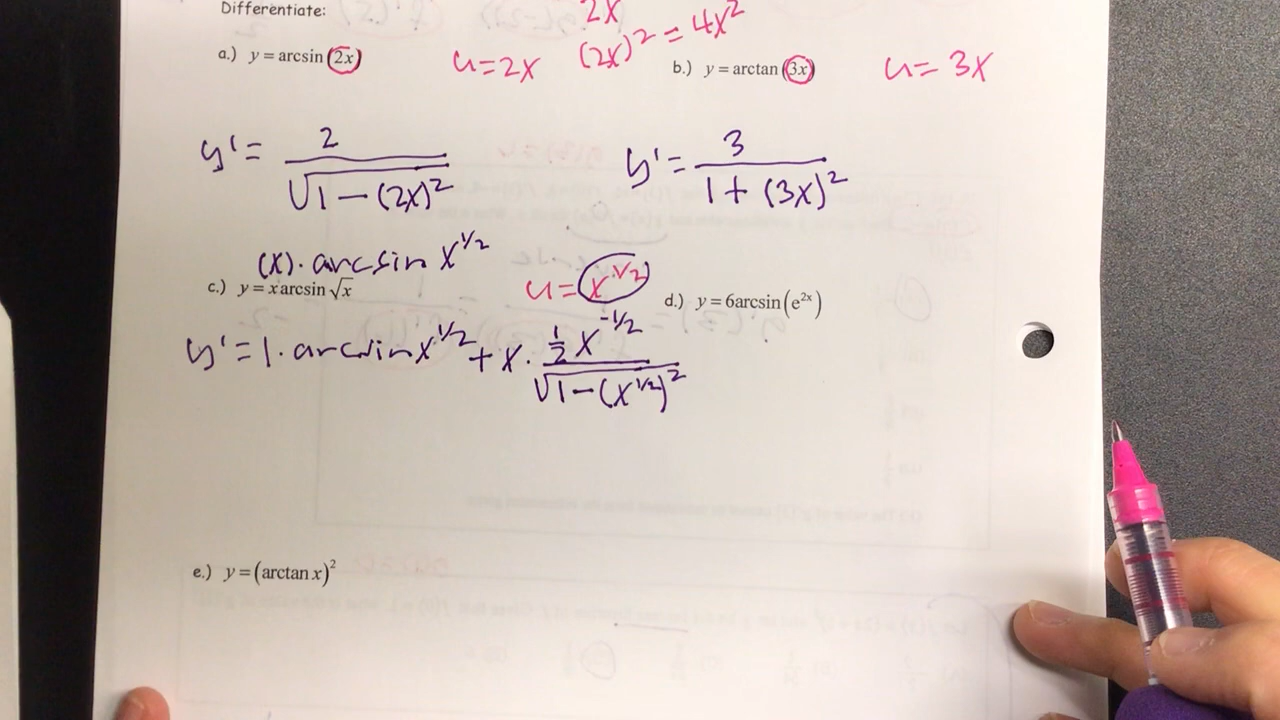 Differentiate:
2x
(2x)² = 4x²
a.) y = arcsin (2x)
u = 2x
b.) y = arctan (3x)
u = 3x
y' = 2 / √1 − (2x)²
y' = 3 / 1 + (3x)²
(x) · arcsin x^1/2
c.) y = x arcsin √x
u = x^1/2
d.) y = 6arcsin(e^2x)
y' = 1 · arcsin x^1/2 + x · ½ x^-1/2 / √1 − (x^1/2)²
e.) y = (arctan x)²